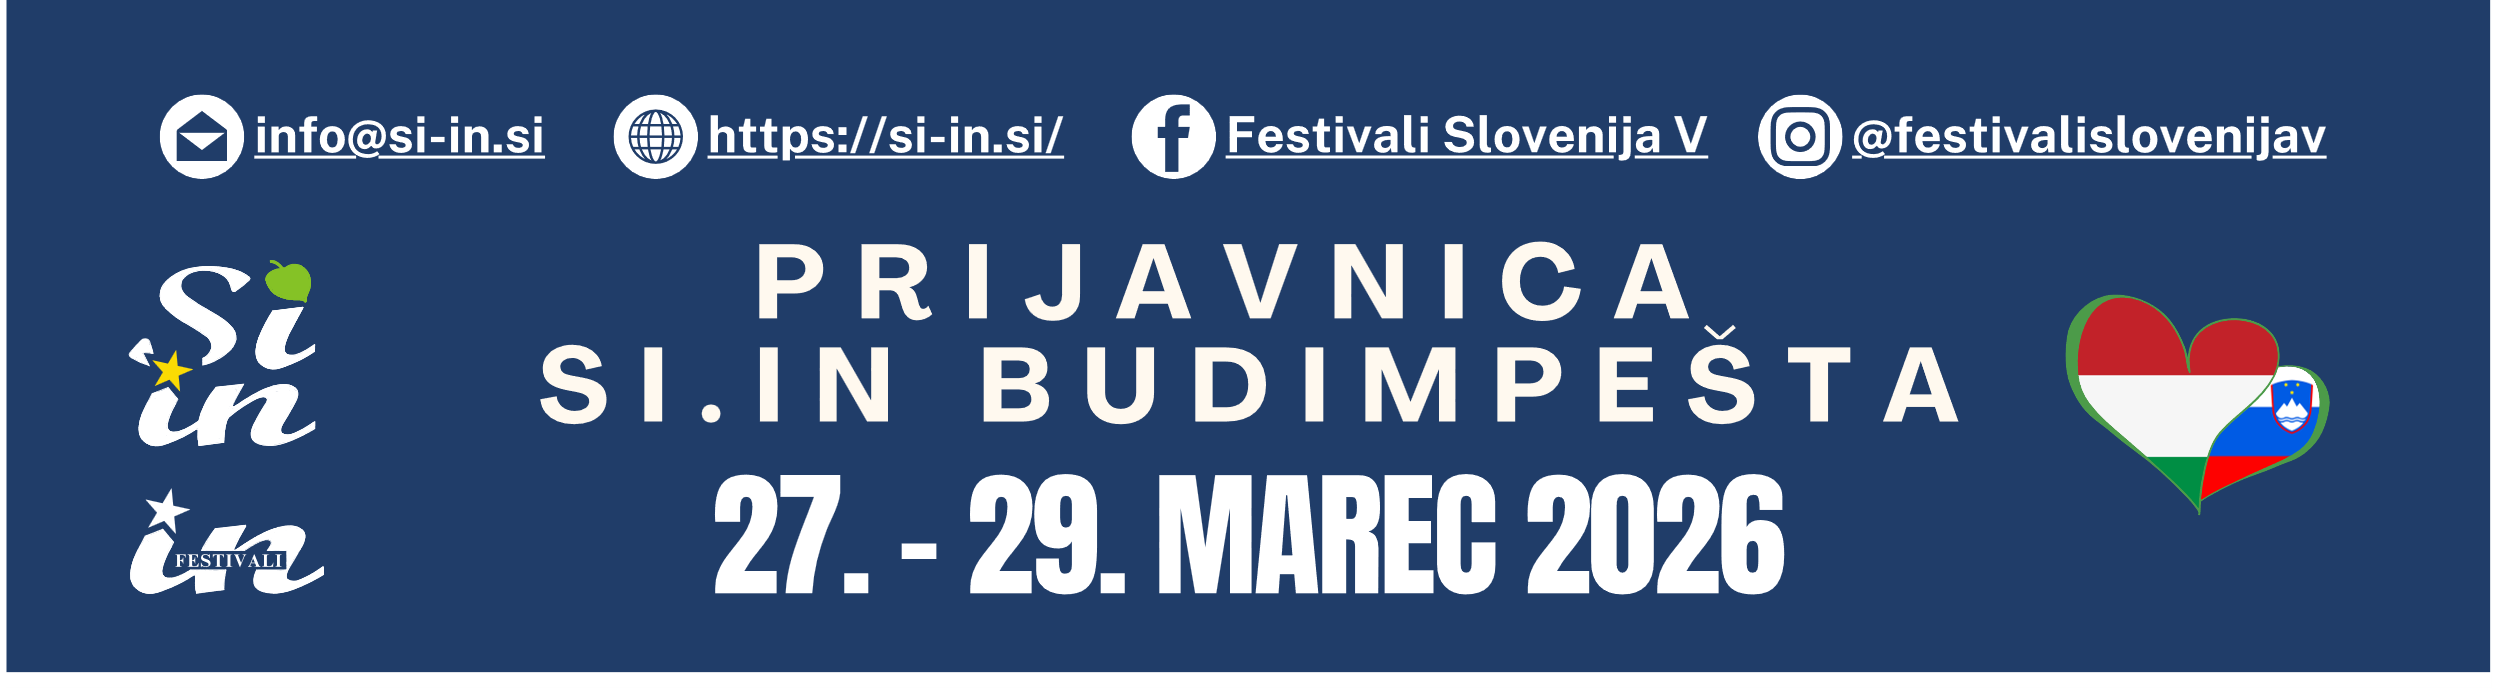 info@si-in.si https://si-in.si/ Festivali Slovenija V @festivalislovenijav
PRIJAVNICA
SI.IN BUDIMPEŠTA
27. - 29. MAREC 2026
Si
in
in
FESTIVALI